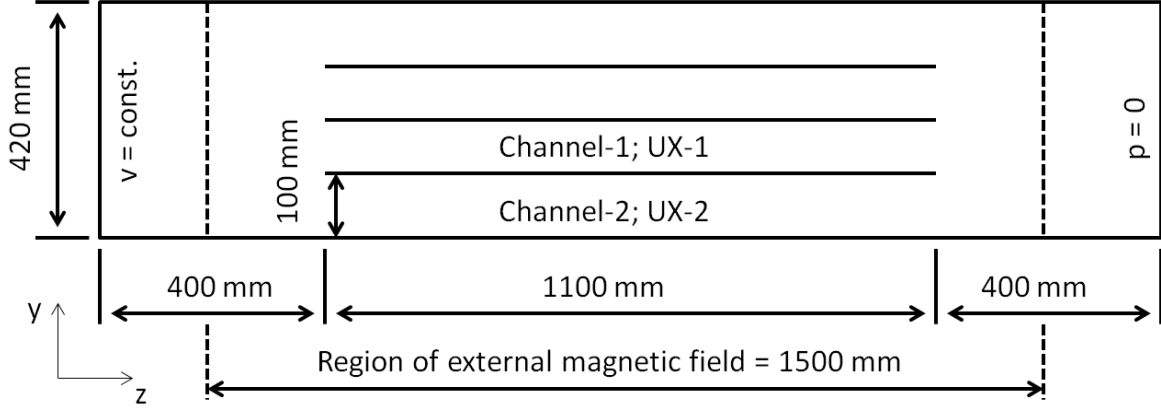 420 mm
v = const.
100 mm
Channel-1; UX-1
Channel-2; UX-2
p = 0
400 mm
1100 mm
400 mm
y
z
Region of external magnetic field = 1500 mm